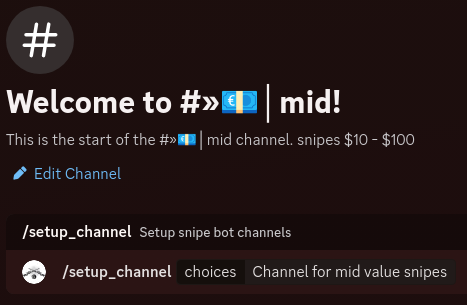 #
Welcome to #»💶│mid!
This is the start of the #»💶│mid channel. snipes $10 - $100
Edit Channel
/setup_channel Setup snipe bot channels
/setup_channel choices Channel for mid value snipes